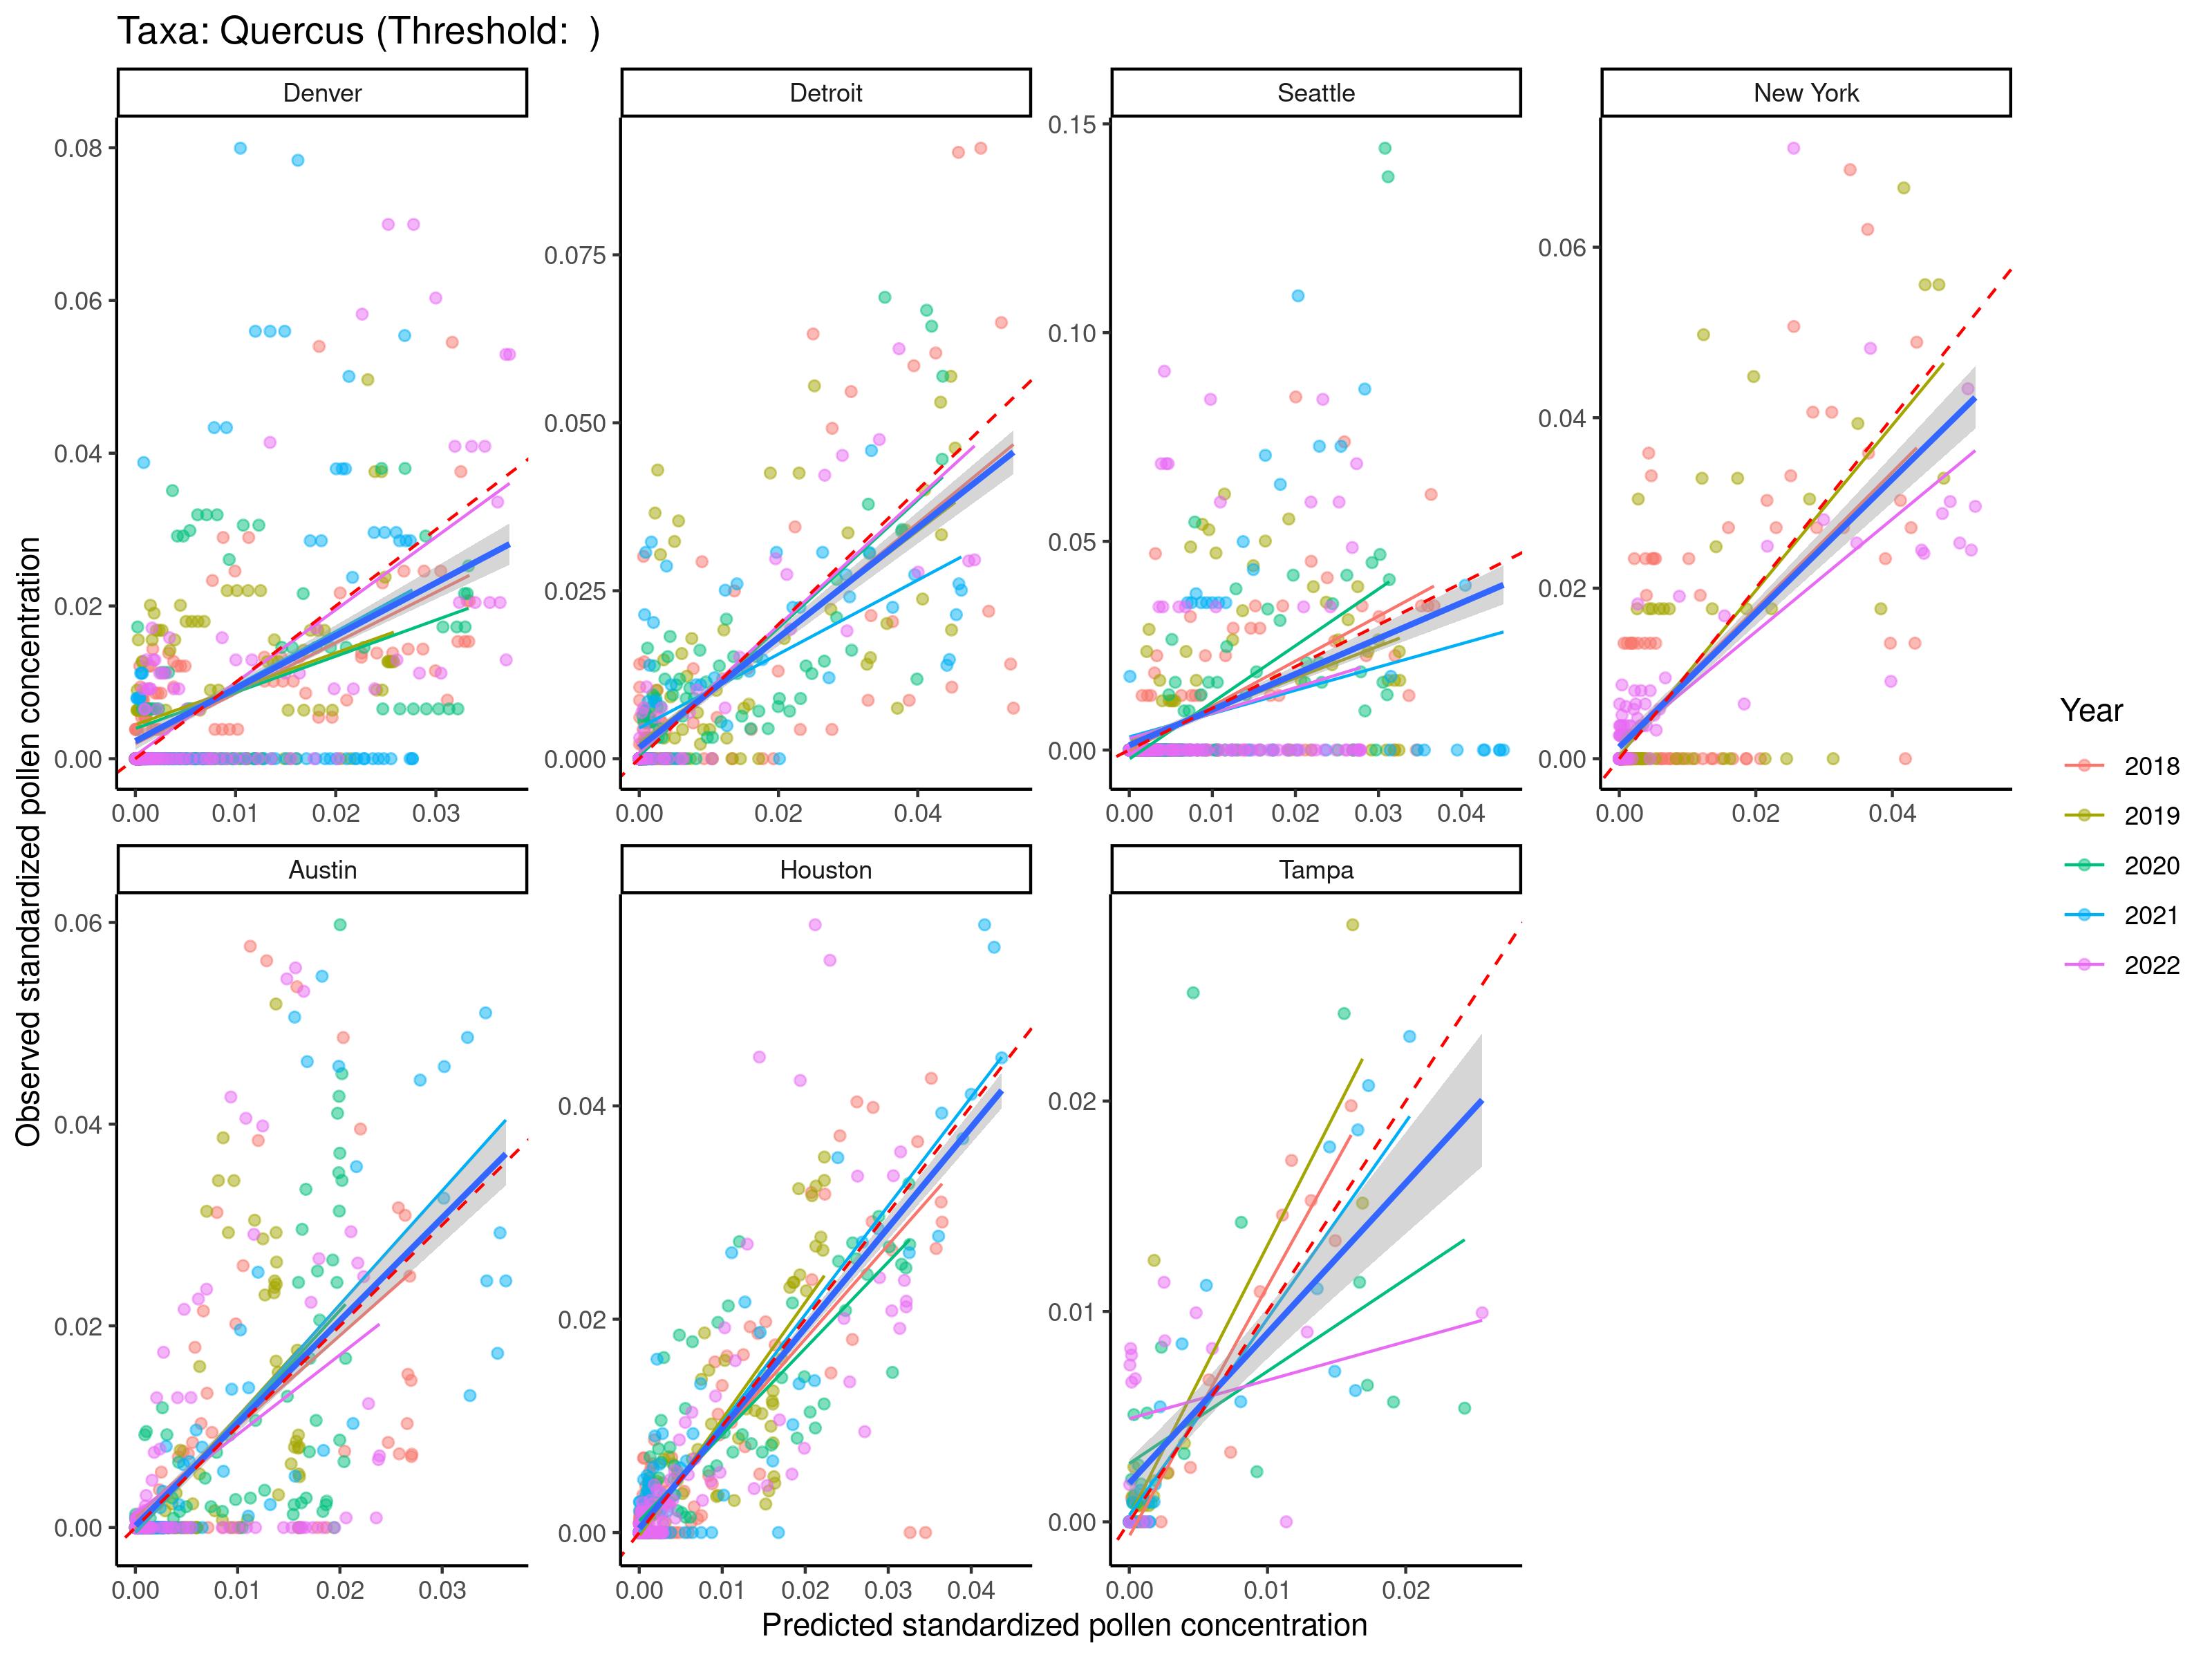 Taxa: Quercus (Threshold:  )
Denver
Detroit
Seattle
New York
0.08
0.06
0.04
0.02
0.00
0.00 0.01 0.02 0.03
0.075
0.050
0.025
0.000
0.00 0.02 0.04
0.15
0.10
0.05
0.00
0.00 0.01 0.02 0.03 0.04
0.06
0.04
0.02
0.00
0.00 0.02 0.04
Austin
Houston
Tampa
0.06
0.04
0.02
0.00
0.00 0.01 0.02 0.03
0.04
0.02
0.00
0.00 0.01 0.02 0.03 0.04
0.02
0.01
0.00
0.00 0.01 0.02
Observed standardized pollen concentration
Predicted standardized pollen concentration
Year
2018
2019
2020
2021
2022